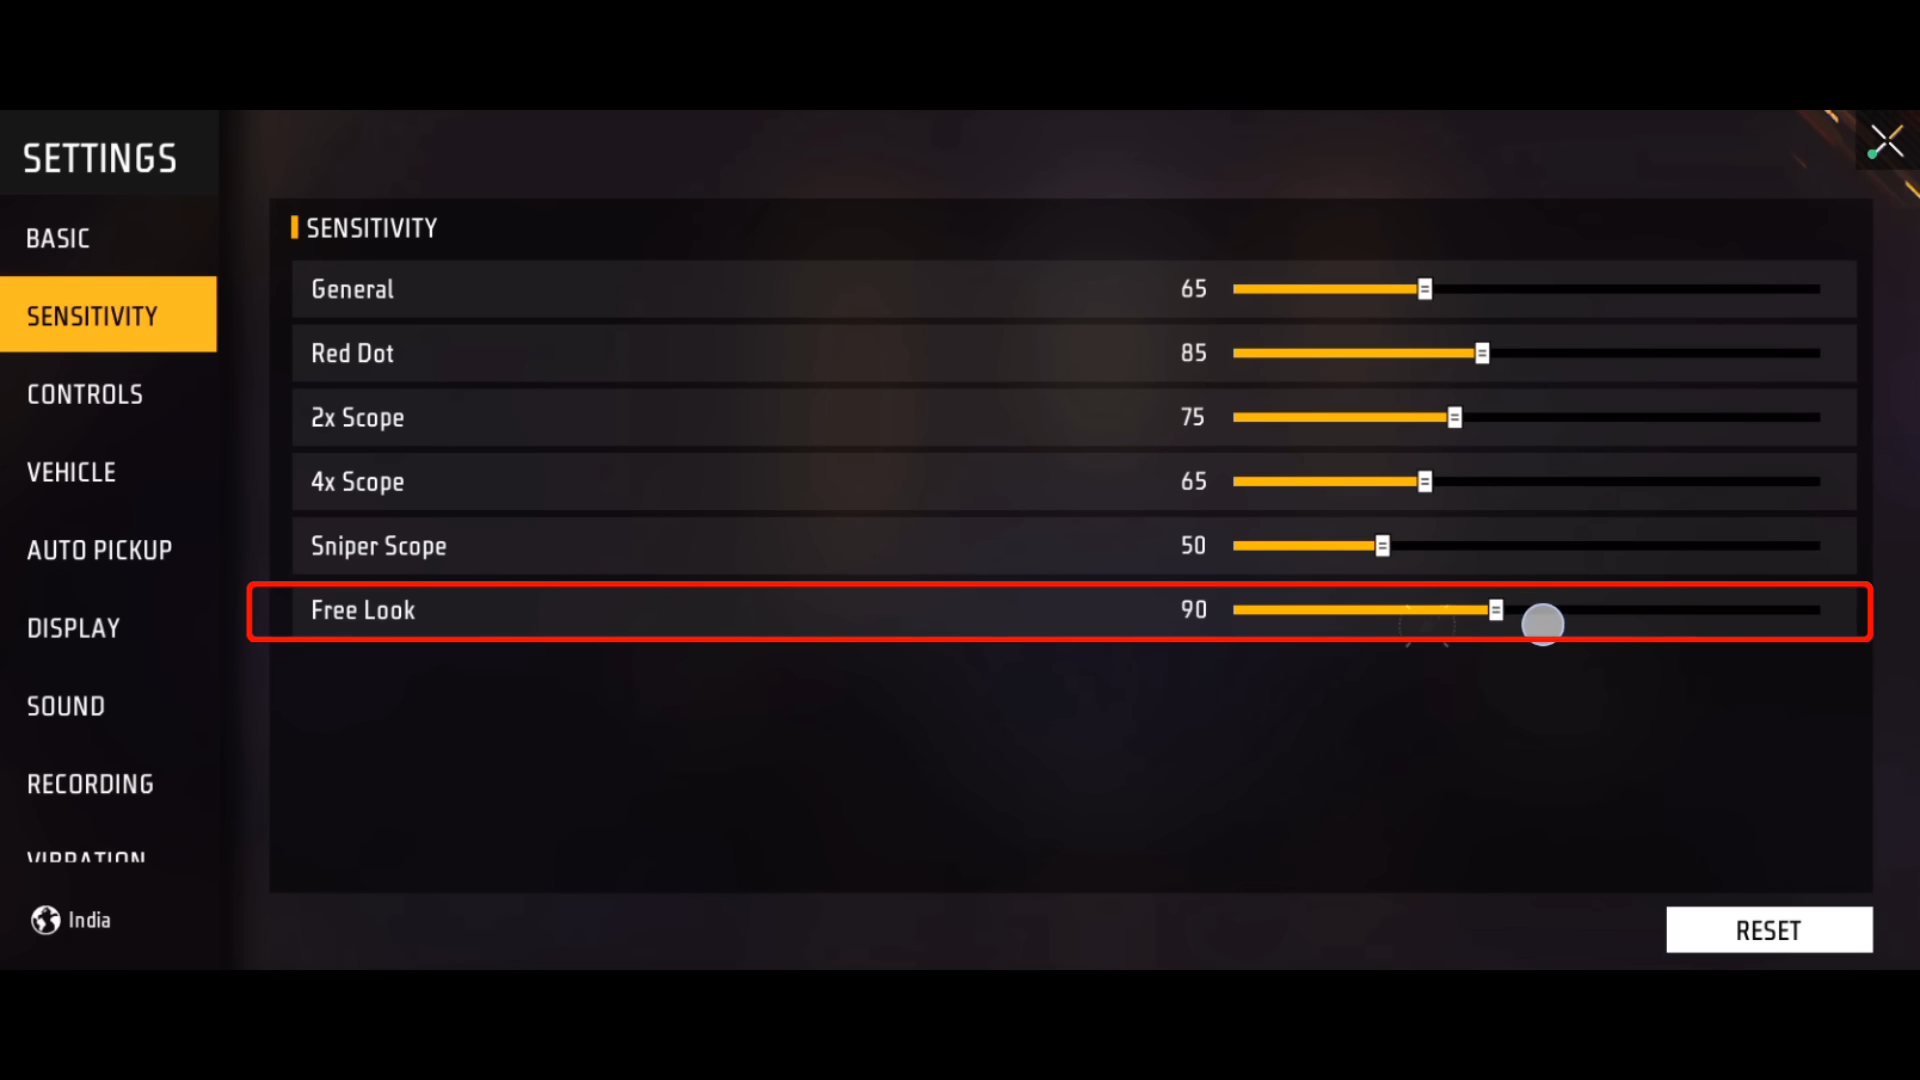 SETTINGS
BASIC
SENSITIVITY
CONTROLS
VEHICLE
AUTO PICKUP
DISPLAY
SOUND
RECORDING
VIBRATION
India
SENSITIVITY
General 65
Red Dot 85
2x Scope 75
4x Scope 65
Sniper Scope 50
Free Look 90
RESET